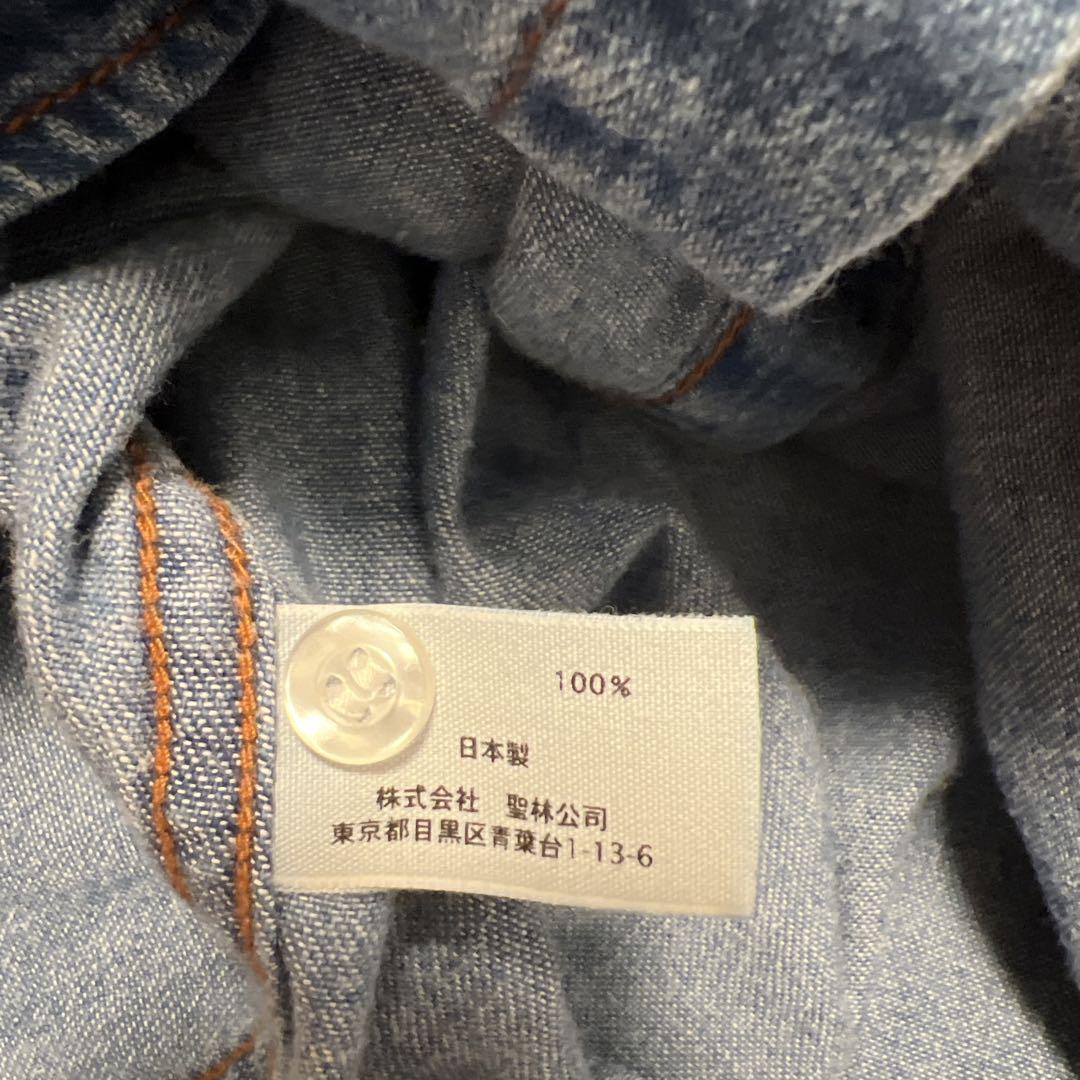 100%
日本製
株式会社 聖林公司
東京都目黒区青葉台1-13-6